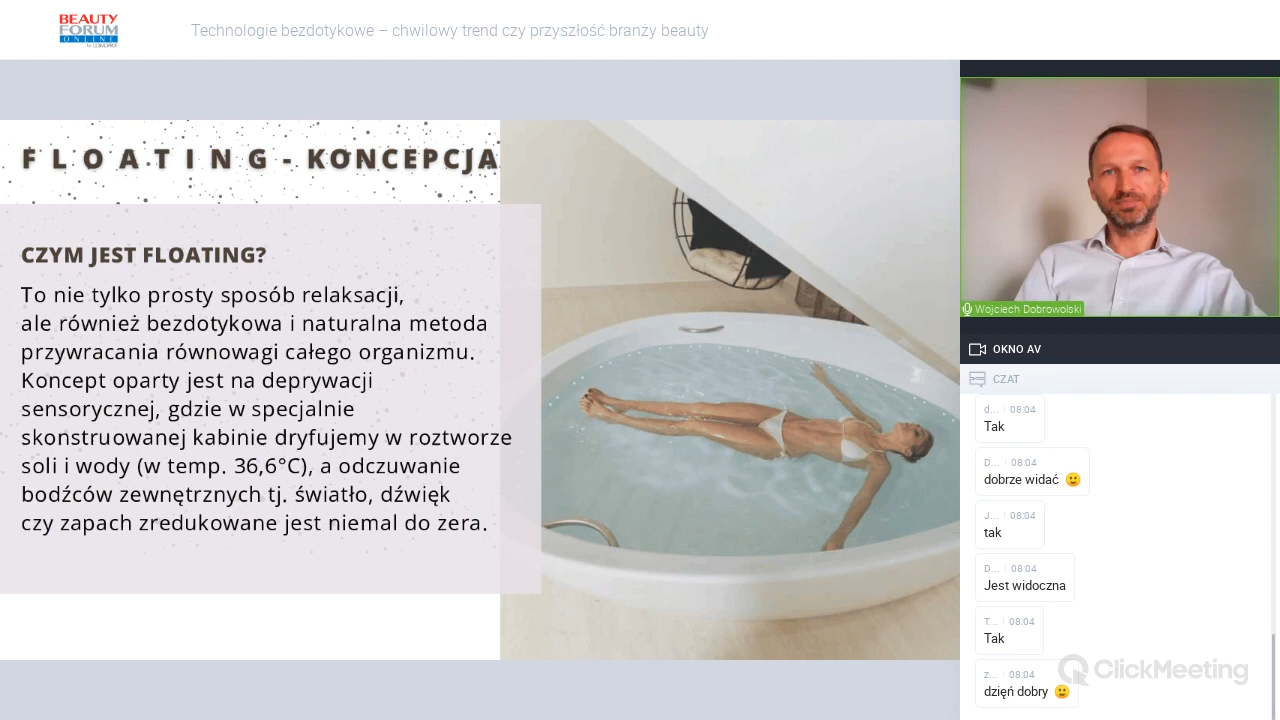 BEAUTY
FORUM
ONLINE
Technologie bezdotykowe – chwilowy trend czy przyszłość branży beauty
FLOATING - KONCEPCJA
CZYM JEST FLOATING?
To nie tylko prosty sposób relaksacji,
ale również bezdotykowa i naturalna metoda
przywracania równowagi całego organizmu.
Koncept oparty jest na deprywacji
sensorycznej, gdzie w specjalnie
skonstruowanej kabinie dryfujemy w roztworze
soli i wody (w temp. 36,6°C), a odczuwanie
bodźców zewnętrznych tj. światło, dźwięk
czy zapach zredukowane jest niemal do zera.
Wojciech Dobrowolski
OKNO AV
CZAT
d... 08:04
Tak
D... 08:04
dobrze widać 🙂
J... 08:04
tak
D... 08:04
Jest widoczna
T... 08:04
Tak
z... 08:04
dzięń dobry 🙂
ClickMeeting